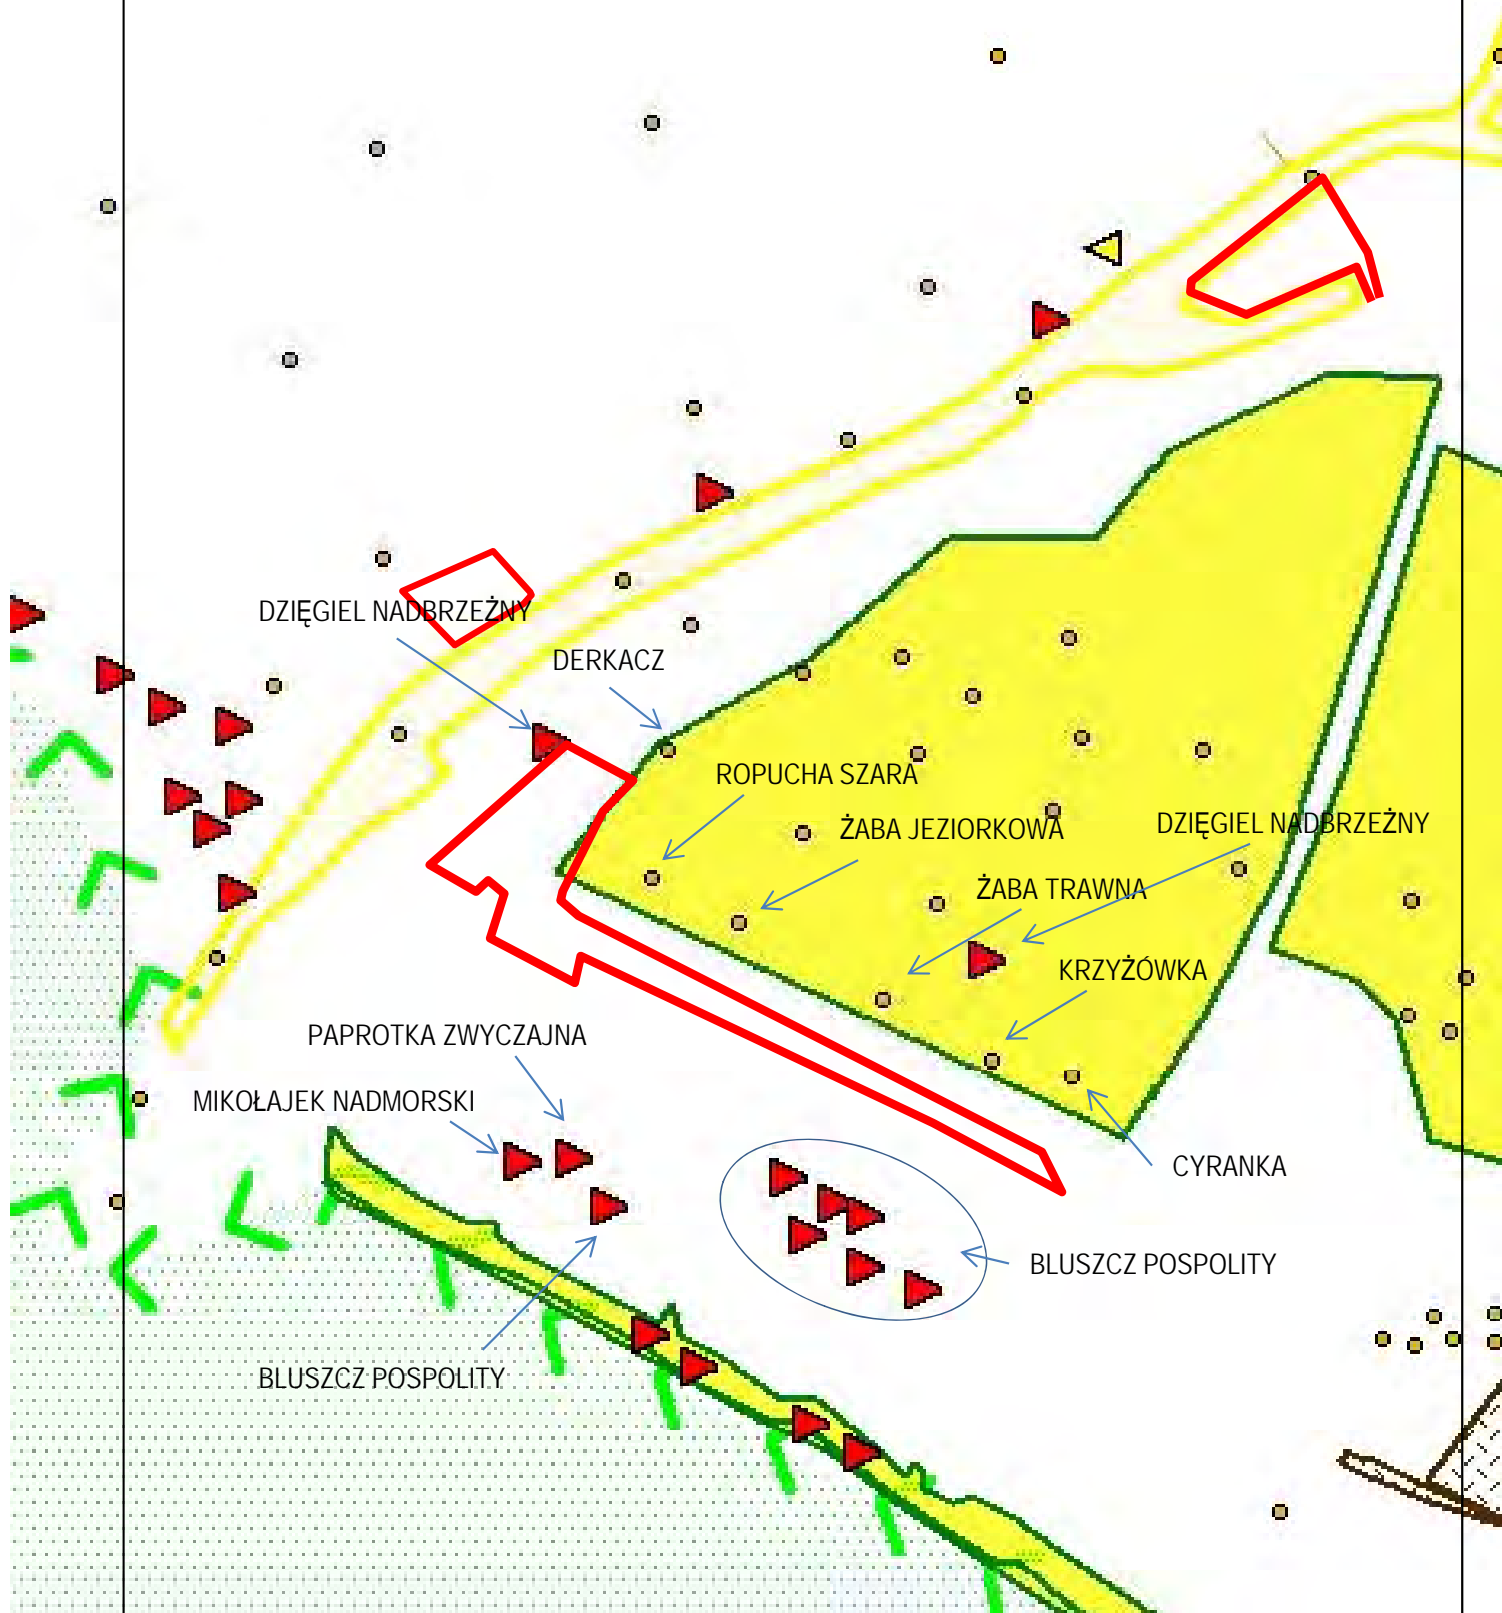 DZIĘGIEL NADBRZEŻNY
DERKACZ
ROPUCHA SZARA
ŻABA JEZIORKOWA
DZIĘGIEL NADBRZEŻNY
ŻABA TRAWNA
KRZYŻÓWKA
PAPROTKA ZWYCZAJNA
MIKOŁAJEK NADMORSKI
CYRANKA
BLUSZCZ POSPOLITY
BLUSZCZ POSPOLITY